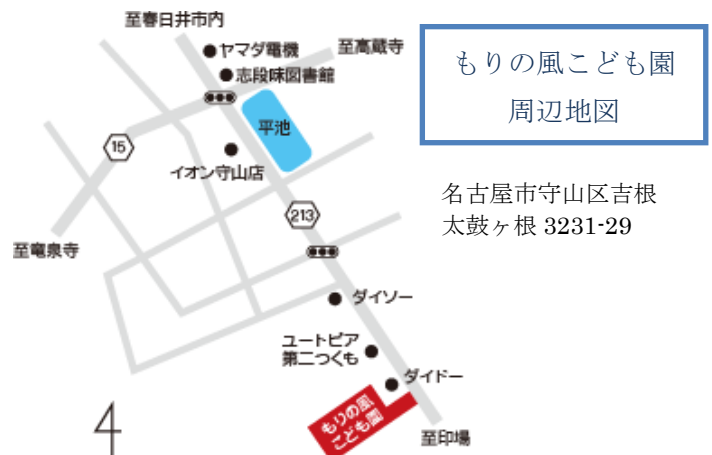 至春日井市内
ヤマダ電機
至高蔵寺
志段味図書館
平池
15
イオン守山店
213
至竜泉寺
ダイソー
ユートピア
第二つくも
ダイドー
もりの風
こども園
至印場
もりの風こども園
周辺地図
名古屋市守山区吉根
太鼓ヶ根 3231-29